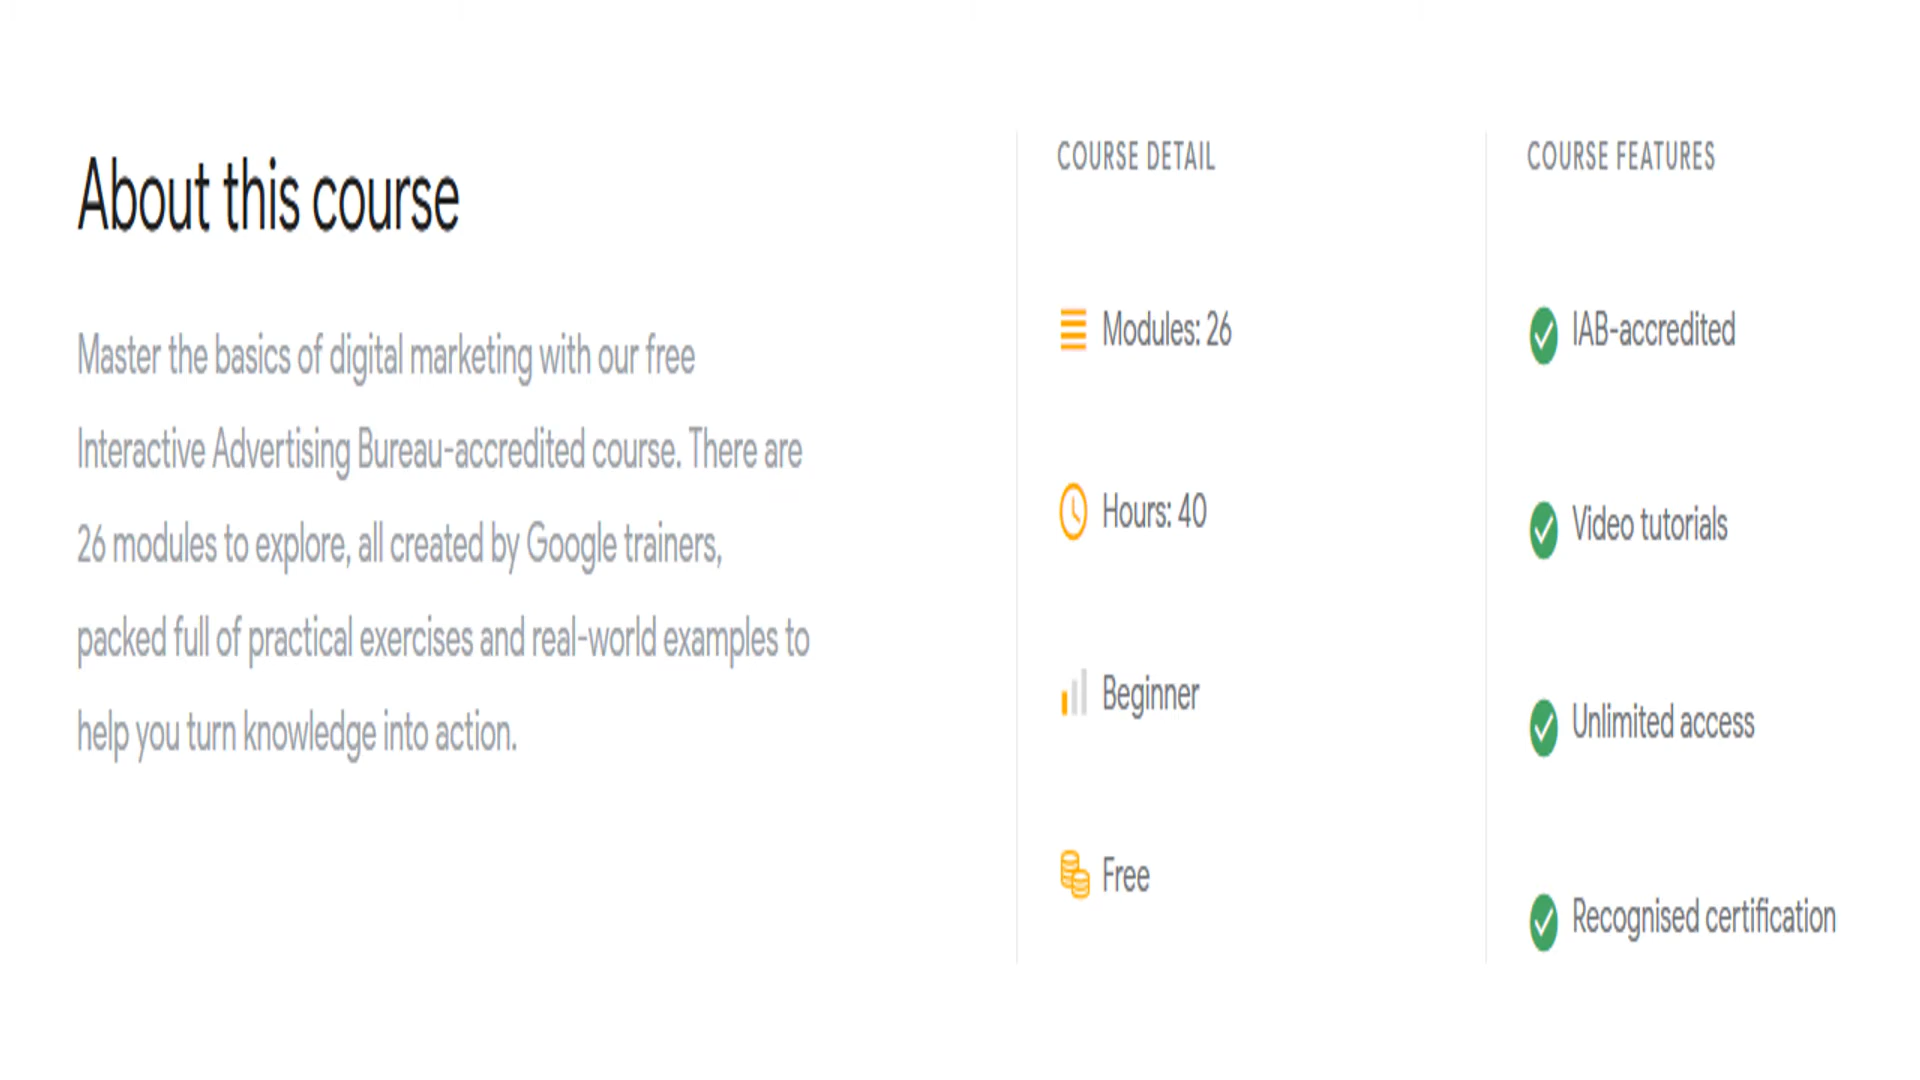 About this course
Master the basics of digital marketing with our free
Interactive Advertising Bureau-accredited course. There are
26 modules to explore, all created by Google trainers,
packed full of practical exercises and real-world examples to
help you turn knowledge into action.
COURSE DETAIL
Modules: 26
Hours: 40
Beginner
Free
COURSE FEATURES
IAB-accredited
Video tutorials
Unlimited access
Recognised certification